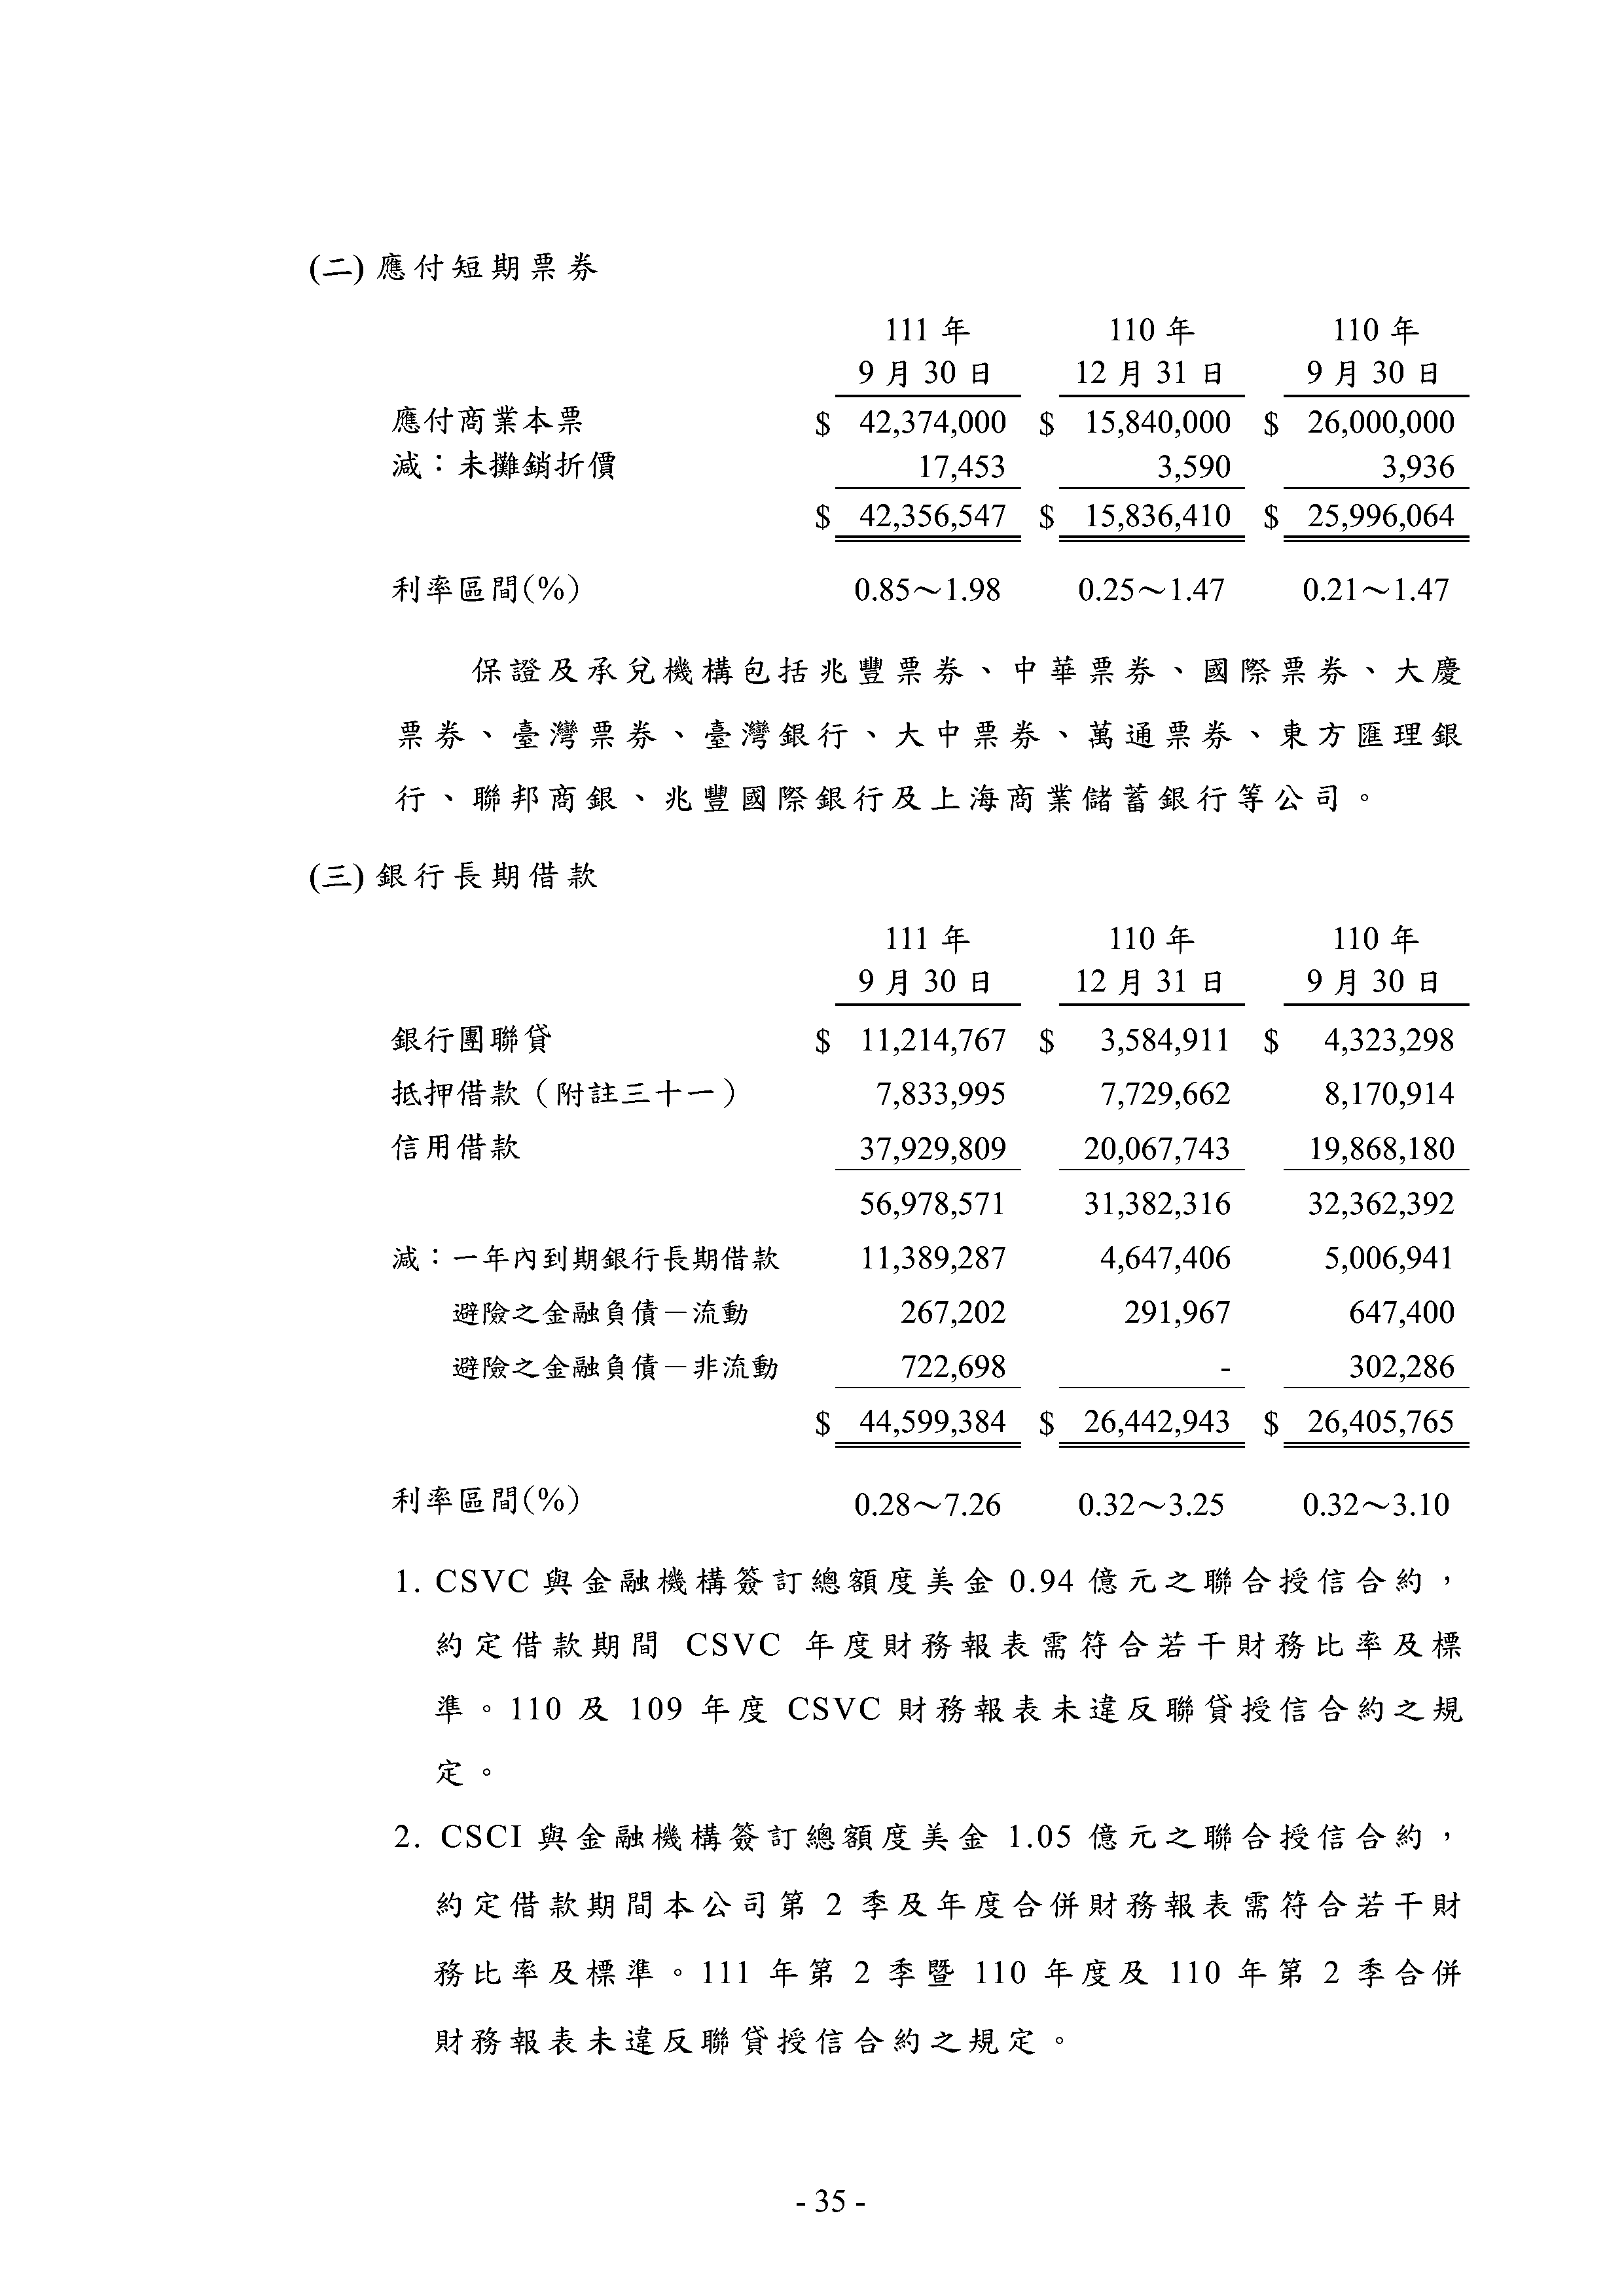 (二) 應付短期票券
111 年 110 年 110 年
9 月 30 日 12 月 31 日 9 月 30 日
應付商業本票 $ 42,374,000 $ 15,840,000 $ 26,000,000
減：未攤銷折價 17,453 3,590 3,936
$ 42,356,547 $ 15,836,410 $ 25,996,064
利率區間(%) 0.85～1.98 0.25～1.47 0.21～1.47
保證及承兌機構包括兆豐票券、中華票券、國際票券、大慶
票券、臺灣票券、臺灣銀行、大中票券、萬通票券、東方匯理銀
行、聯邦商銀、兆豐國際銀行及上海商業儲蓄銀行等公司。
(三) 銀行長期借款
111 年 110 年 110 年
9 月 30 日 12 月 31 日 9 月 30 日
銀行團聯貸 $ 11,214,767 $ 3,584,911 $ 4,323,298
抵押借款（附註三十一） 7,833,995 7,729,662 8,170,914
信用借款 37,929,809 20,067,743 19,868,180
56,978,571 31,382,316 32,362,392
減：一年內到期銀行長期借款 11,389,287 4,647,406 5,006,941
避險之金融負債－流動 267,202 291,967 647,400
避險之金融負債－非流動 722,698 - 302,286
$ 44,599,384 $ 26,442,943 $ 26,405,765
利率區間(%) 0.28～7.26 0.32～3.25 0.32～3.10
1. CSVC 與金融機構簽訂總額度美金 0.94 億元之聯合授信合約，
約定借款期間 CSVC 年度財務報表需符合若干財務比率及標
準。110 及 109 年度 CSVC 財務報表未違反聯貸授信合約之規
定。
2. CSCI 與金融機構簽訂總額度美金 1.05 億元之聯合授信合約，
約定借款期間本公司第 2 季及年度合併財務報表需符合若干財
務比率及標準。111 年第 2 季暨 110 年度及 110 年第 2 季合併
財務報表未違反聯貸授信合約之規定。
- 35 -